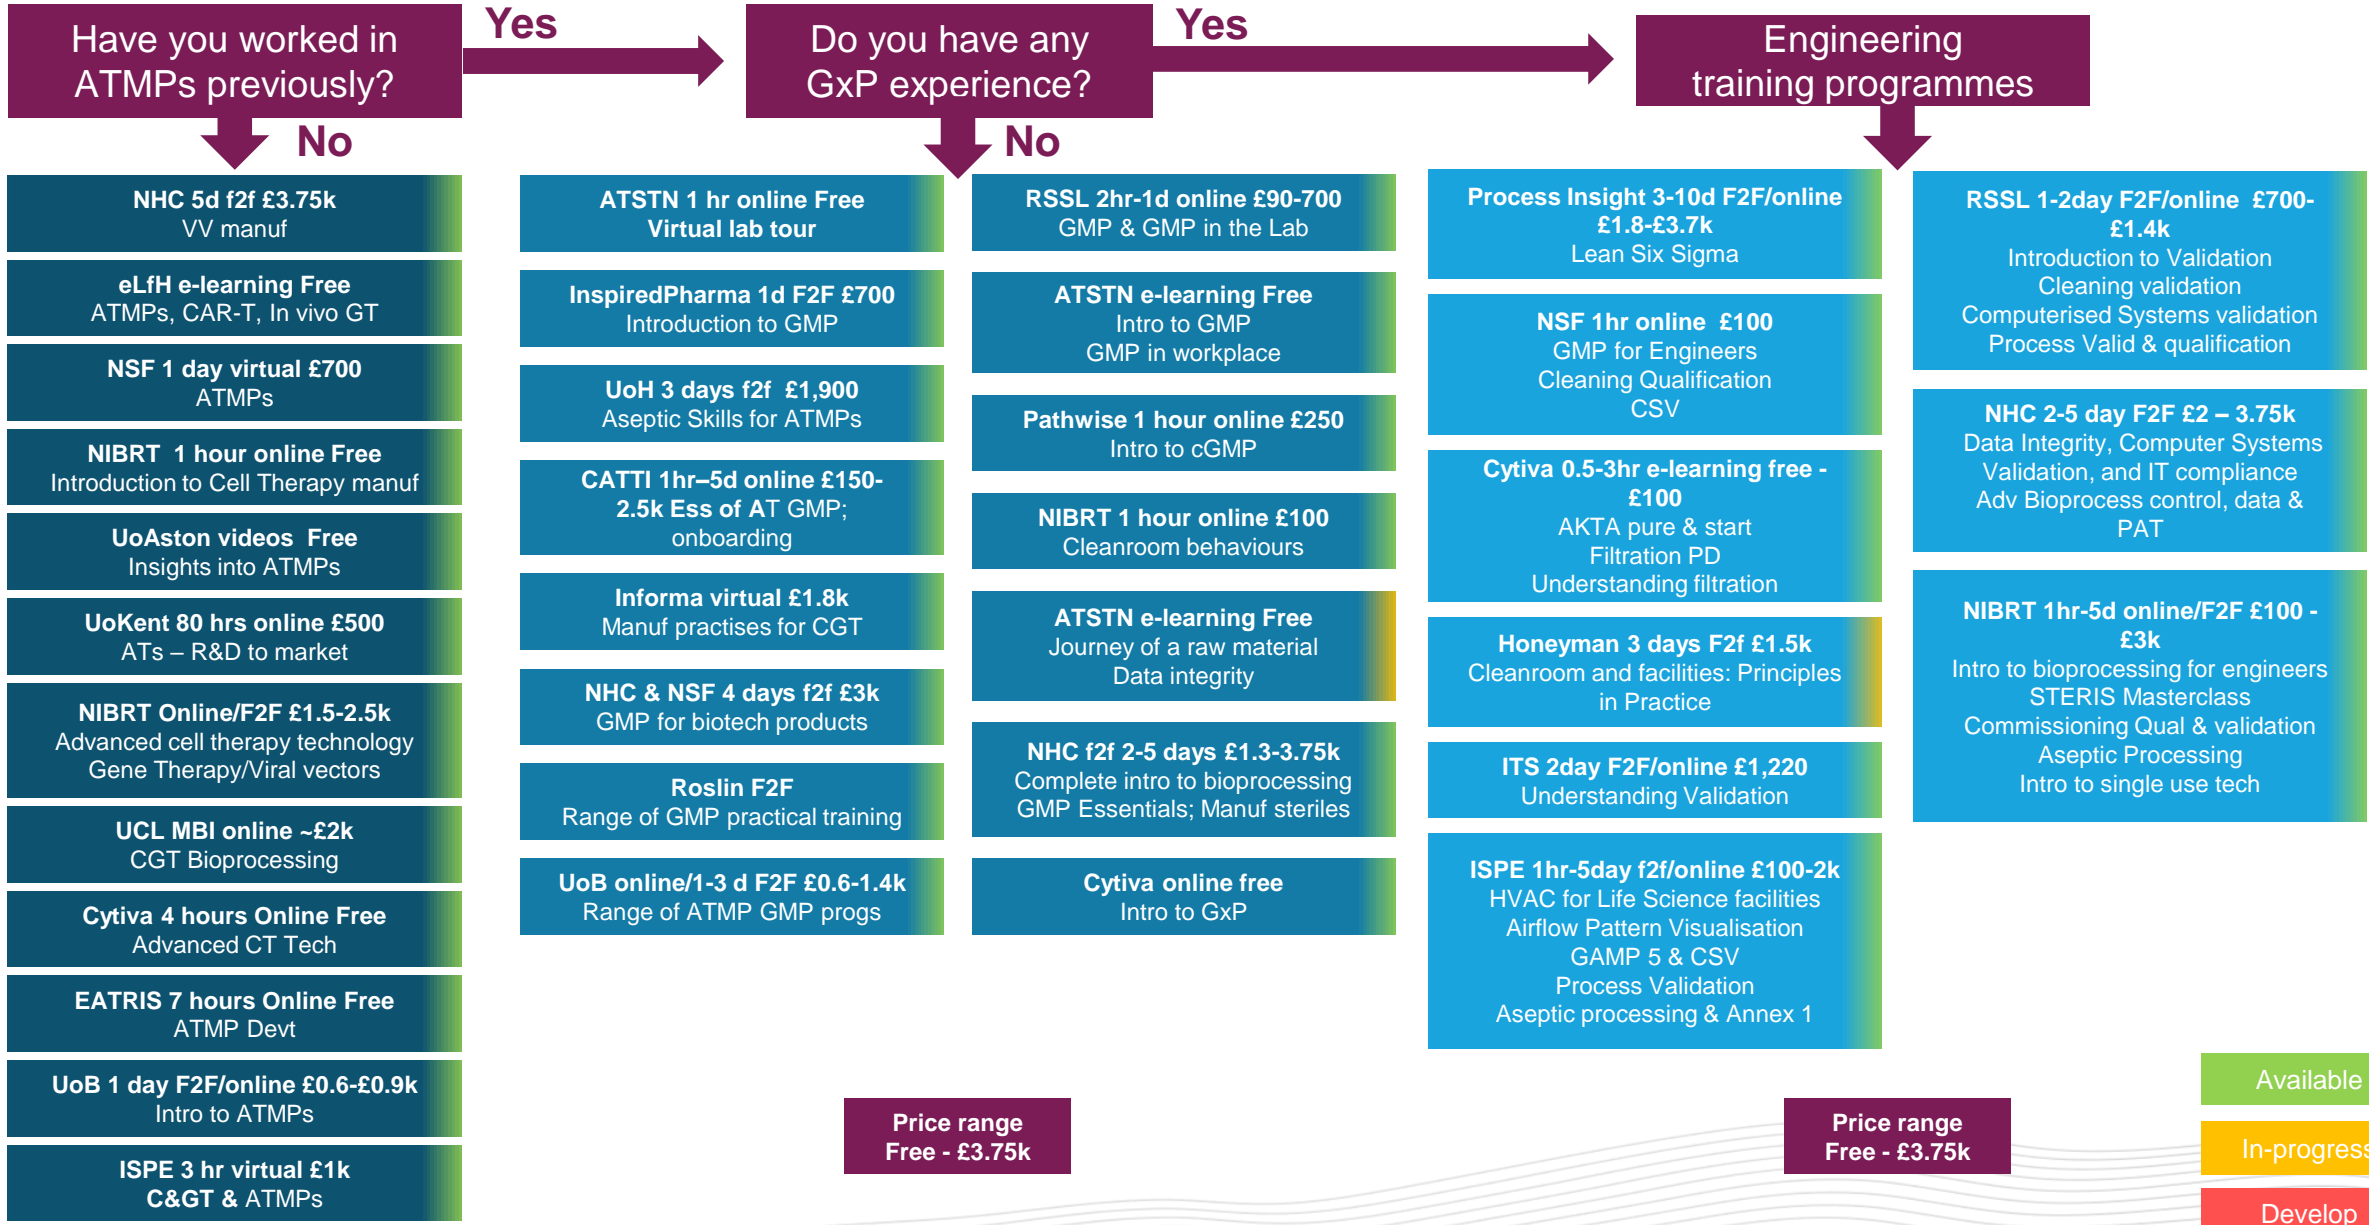 Have you worked in
ATMPs previously?
Yes
Do you have any
GxP experience?
Yes
Engineering
training programmes
No
No
NHC 5d f2f £3.75k
VV manuf
eLfH e-learning Free
ATMPs, CAR-T, In vivo GT
NSF 1 day virtual £700
ATMPs
NIBRT 1 hour online Free
Introduction to Cell Therapy manuf
UoAston videos Free
Insights into ATMPs
UoKent 80 hrs online £500
ATs – R&D to market
NIBRT Online/F2F £1.5-2.5k
Advanced cell therapy technology
Gene Therapy/Viral vectors
UCL MBI online ~£2k
CGT Bioprocessing
Cytiva 4 hours Online Free
Advanced CT Tech
EATRIS 7 hours Online Free
ATMP Devt
UoB 1 day F2F/online £0.6-£0.9k
Intro to ATMPs
ISPE 3 hr virtual £1k
C&GT & ATMPs
ATSTN 1 hr online Free
Virtual lab tour
InspiredPharma 1d F2F £700
Introduction to GMP
UoH 3 days f2f £1,900
Aseptic Skills for ATMPs
CATTI 1hr–5d online £150-
2.5k Ess of AT GMP;
onboarding
Informa virtual £1.8k
Manuf practises for CGT
NHC & NSF 4 days f2f £3k
GMP for biotech products
Roslin F2F
Range of GMP practical training
UoB online/1-3 d F2F £0.6-1.4k
Range of ATMP GMP progs
RSSL 2hr-1d online £90-700
GMP & GMP in the Lab
ATSTN e-learning Free
Intro to GMP
GMP in workplace
Pathwise 1 hour online £250
Intro to cGMP
NIBRT 1 hour online £100
Cleanroom behaviours
ATSTN e-learning Free
Journey of a raw material
Data integrity
NHC f2f 2-5 days £1.3-3.75k
Complete intro to bioprocessing
GMP Essentials; Manuf steriles
Cytiva online free
Intro to GxP
Process Insight 3-10d F2F/online
£1.8-£3.7k
Lean Six Sigma
NSF 1hr online £100
GMP for Engineers
Cleaning Qualification
CSV
Cytiva 0.5-3hr e-learning free -
£100
AKTA pure & start
Filtration PD
Understanding filtration
Honeyman 3 days F2f £1.5k
Cleanroom and facilities: Principles
in Practice
ITS 2day F2F/online £1,220
Understanding Validation
ISPE 1hr-5day f2f/online £100-2k
HVAC for Life Science facilities
Airflow Pattern Visualisation
GAMP 5 & CSV
Process Validation
Aseptic processing & Annex 1
RSSL 1-2day F2F/online £700-
£1.4k
Introduction to Validation
Cleaning validation
Computerised Systems validation
Process Valid & qualification
NHC 2-5 day F2F £2 – 3.75k
Data Integrity, Computer Systems
Validation, and IT compliance
Adv Bioprocess control, data &
PAT
NIBRT 1hr-5d online/F2F £100 -
£3k
Intro to bioprocessing for engineers
STERIS Masterclass
Commissioning Qual & validation
Aseptic Processing
Intro to single use tech
Price range
Free - £3.75k
Price range
Free - £3.75k
Available
In-progress
Develop